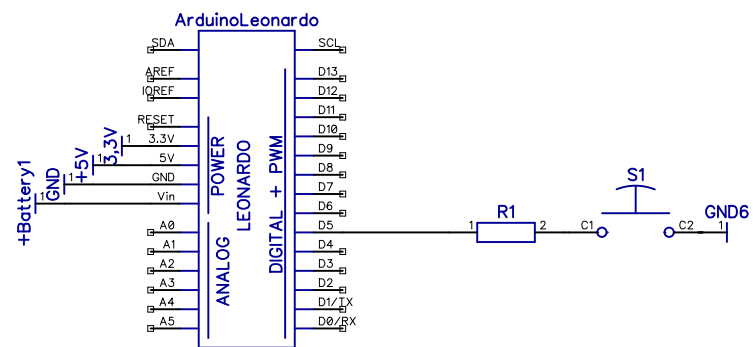 ArduinoLeonardo
SDA
AREF
IOREF
RESET
3.3V
5V
GND
Vin
A0
A1
A2
A3
A4
A5
1
3,3V
1
+5V
1
GND
1
+Battery1
POWER
ANALOG
LEONARDO
DIGITAL + PWM
SCL
D13
D12
D11
D10
D9
D8
D7
D6
D5
D4
D3
D2
D1/TX
D0/RX
R1
1 2
S1
C1 C2
GND6
1